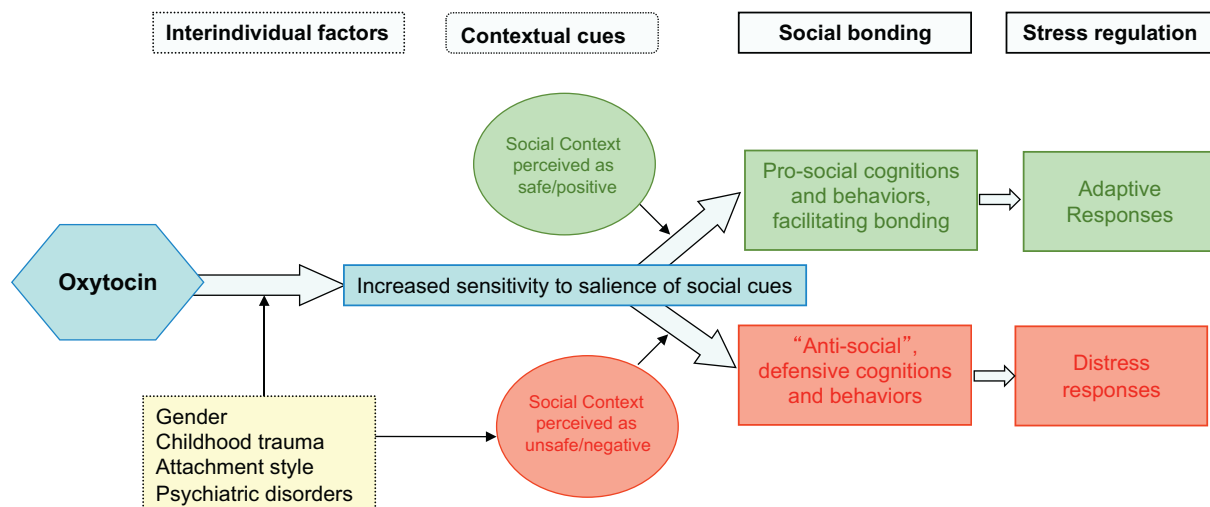 Interindividual factors
Contextual cues
Social bonding
Stress regulation
Social Context
perceived as
safe/positive
Pro-social cognitions
and behaviors,
facilitating bonding
Adaptive
Responses
Oxytocin
Increased sensitivity to salience of social cues
“Anti-social”,
defensive cognitions
and behaviors
Distress
responses
Social Context
perceived as
unsafe/negative
Gender
Childhood trauma
Attachment style
Psychiatric disorders